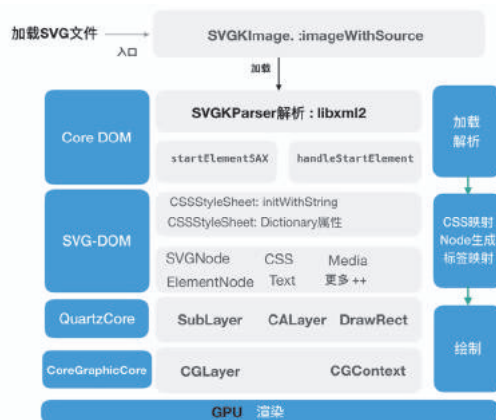 加载SVG文件
入口
SVGKImage. :imageWithSource
加载
Core DOM
SVGKParser解析 : libxml2
startElementSAX
handleStartElement
加载
解析
SVG-DOM
CSSStyleSheet: initWithString
CSSStyleSheet: Dictionary属性
SVGNode CSS Media
ElementNode Text 更多 ++
CSS映射
Node生成
标签映射
QuartzCore
SubLayer CALayer DrawRect
CoreGraphicCore
CGLayer CGContext
绘制
GPU 渲染